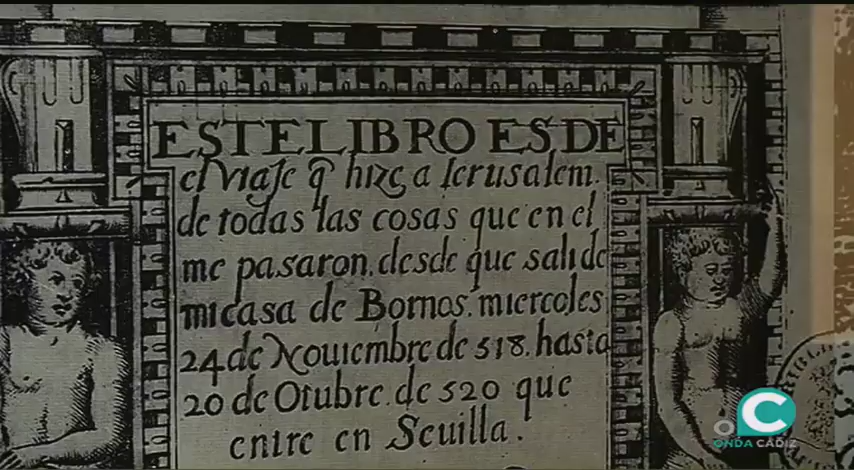 ESTE LIBRO ES DE
el viaje q̃ hize a Ierusalem.
de todas las cosas que en el
me pasaron. desde que sali de
mi casa de Bornos. miercoles
24 de Nouiembre de 518. hasta
20 de Otubre. de 520 que
entre en Seuilla.
ONDA CÁDIZ